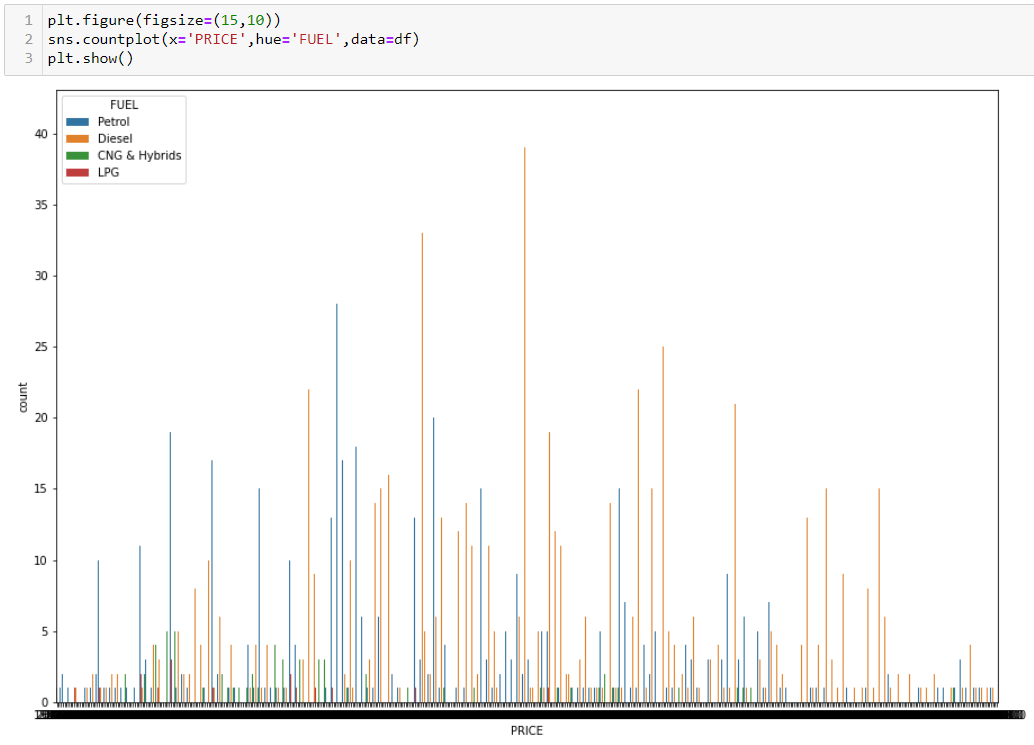 1 plt.figure(figsize=(15,10))
2 sns.countplot(x='PRICE',hue='FUEL',data=df)
3 plt.show()
FUEL
Petrol
Diesel
CNG & Hybrids
LPG
40
35
30
25
20
15
10
5
0
count
PRICE